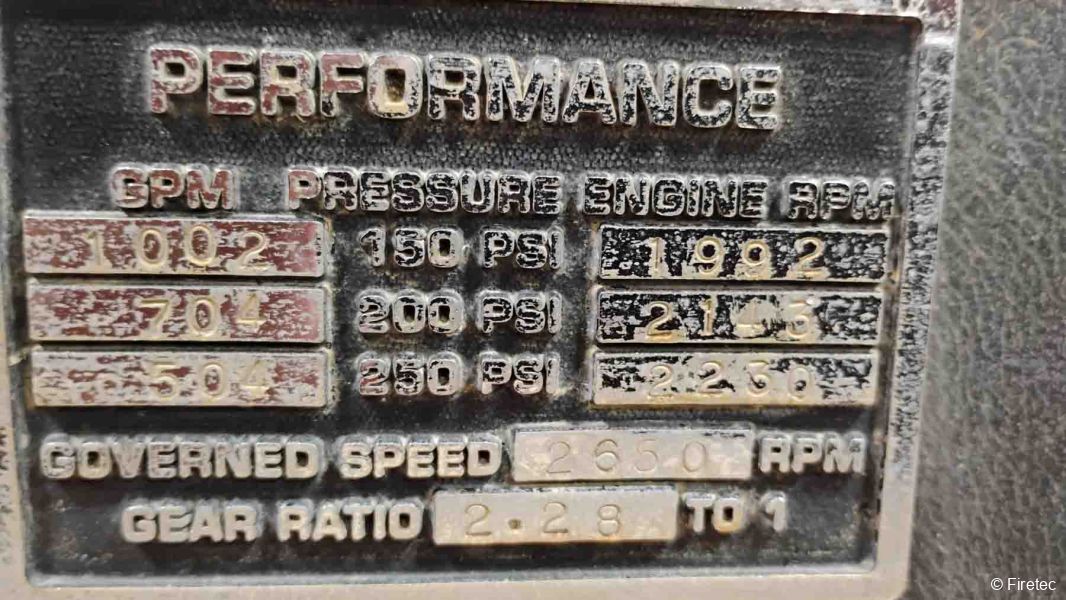 PERFORMANCE
GPM PRESSURE ENGINE RPM
1002 150 PSI 1992
704 200 PSI 2143
504 250 PSI 2230
GOVERNED SPEED 2650 RPM
GEAR RATIO 2.28 TO 1
© Firetec